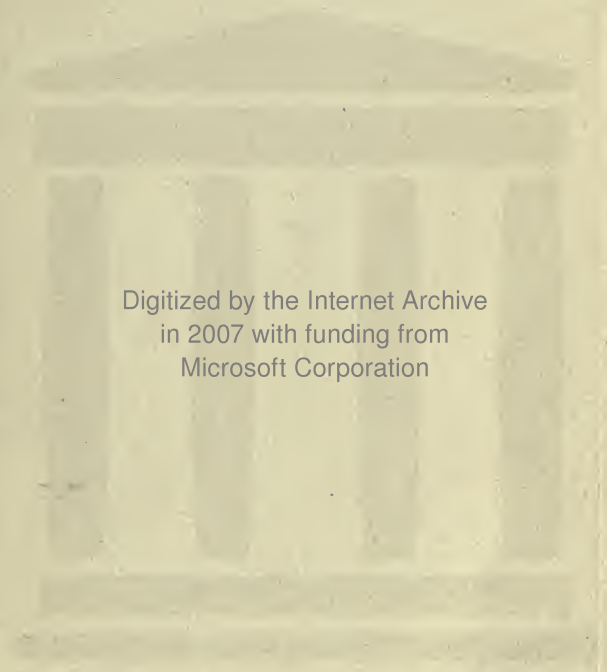 Digitized by the Internet Archive
in 2007 with funding from
Microsoft Corporation